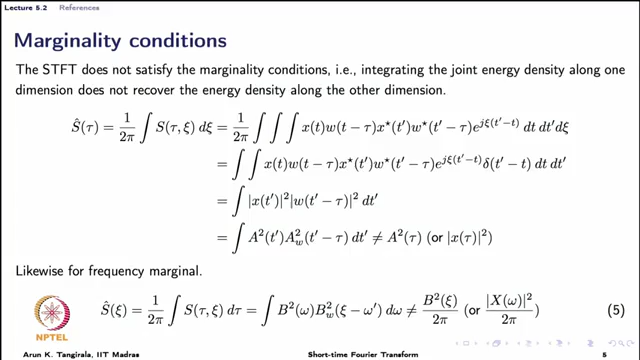 Lecture 5.2 References
Marginality conditions
The STFT does not satisfy the marginality conditions, i.e., integrating the joint energy density along one
dimension does not recover the energy density along the other dimension.
Ŝ(τ) = 1/2π ∫ S(τ, ξ) dξ = 1/2π ∫ ∫ ∫ x(t)w(t − τ)x⋆(t′)w⋆(t′ − τ)e^{jξ(t′−t)} dt dt′dξ
= ∫ ∫ x(t)w(t − τ)x⋆(t′)w⋆(t′ − τ)e^{jξ(t′−t)}δ(t′ − t) dt dt′
= ∫ |x(t′)|²|w(t′ − τ)|² dt′
= ∫ A²(t′)A²_w(t′ − τ) dt′ ≠ A²(τ) (or |x(τ)|²)
Likewise for frequency marginal.
Ŝ(ξ) = 1/2π ∫ S(τ, ξ) dτ = ∫ B²(ω)B²_w(ξ − ω′) dω ≠ B²(ξ)/2π (or |X(ω)|²/2π) (5)
NPTEL
Arun K. Tangirala, IIT Madras Short-time Fourier Transform 5